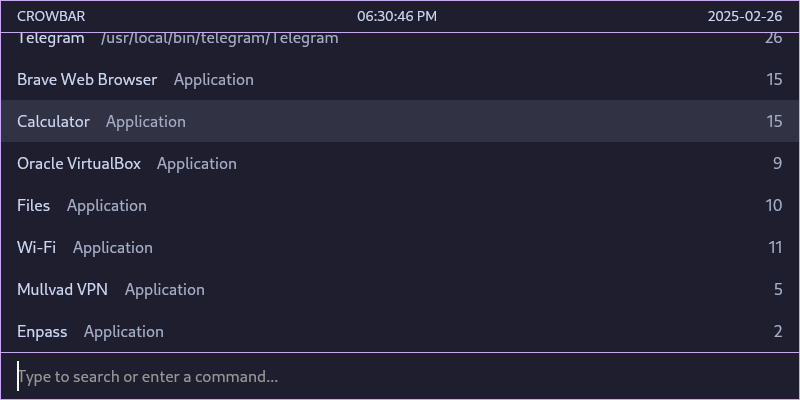 CROWBAR 06:30:46 PM 2025-02-26
Telegram /usr/local/bin/telegram/Telegram 26
Brave Web Browser Application 15
Calculator Application 15
Oracle VirtualBox Application 9
Files Application 10
Wi-Fi Application 11
Mullvad VPN Application 5
Enpass Application 2
Type to search or enter a command...